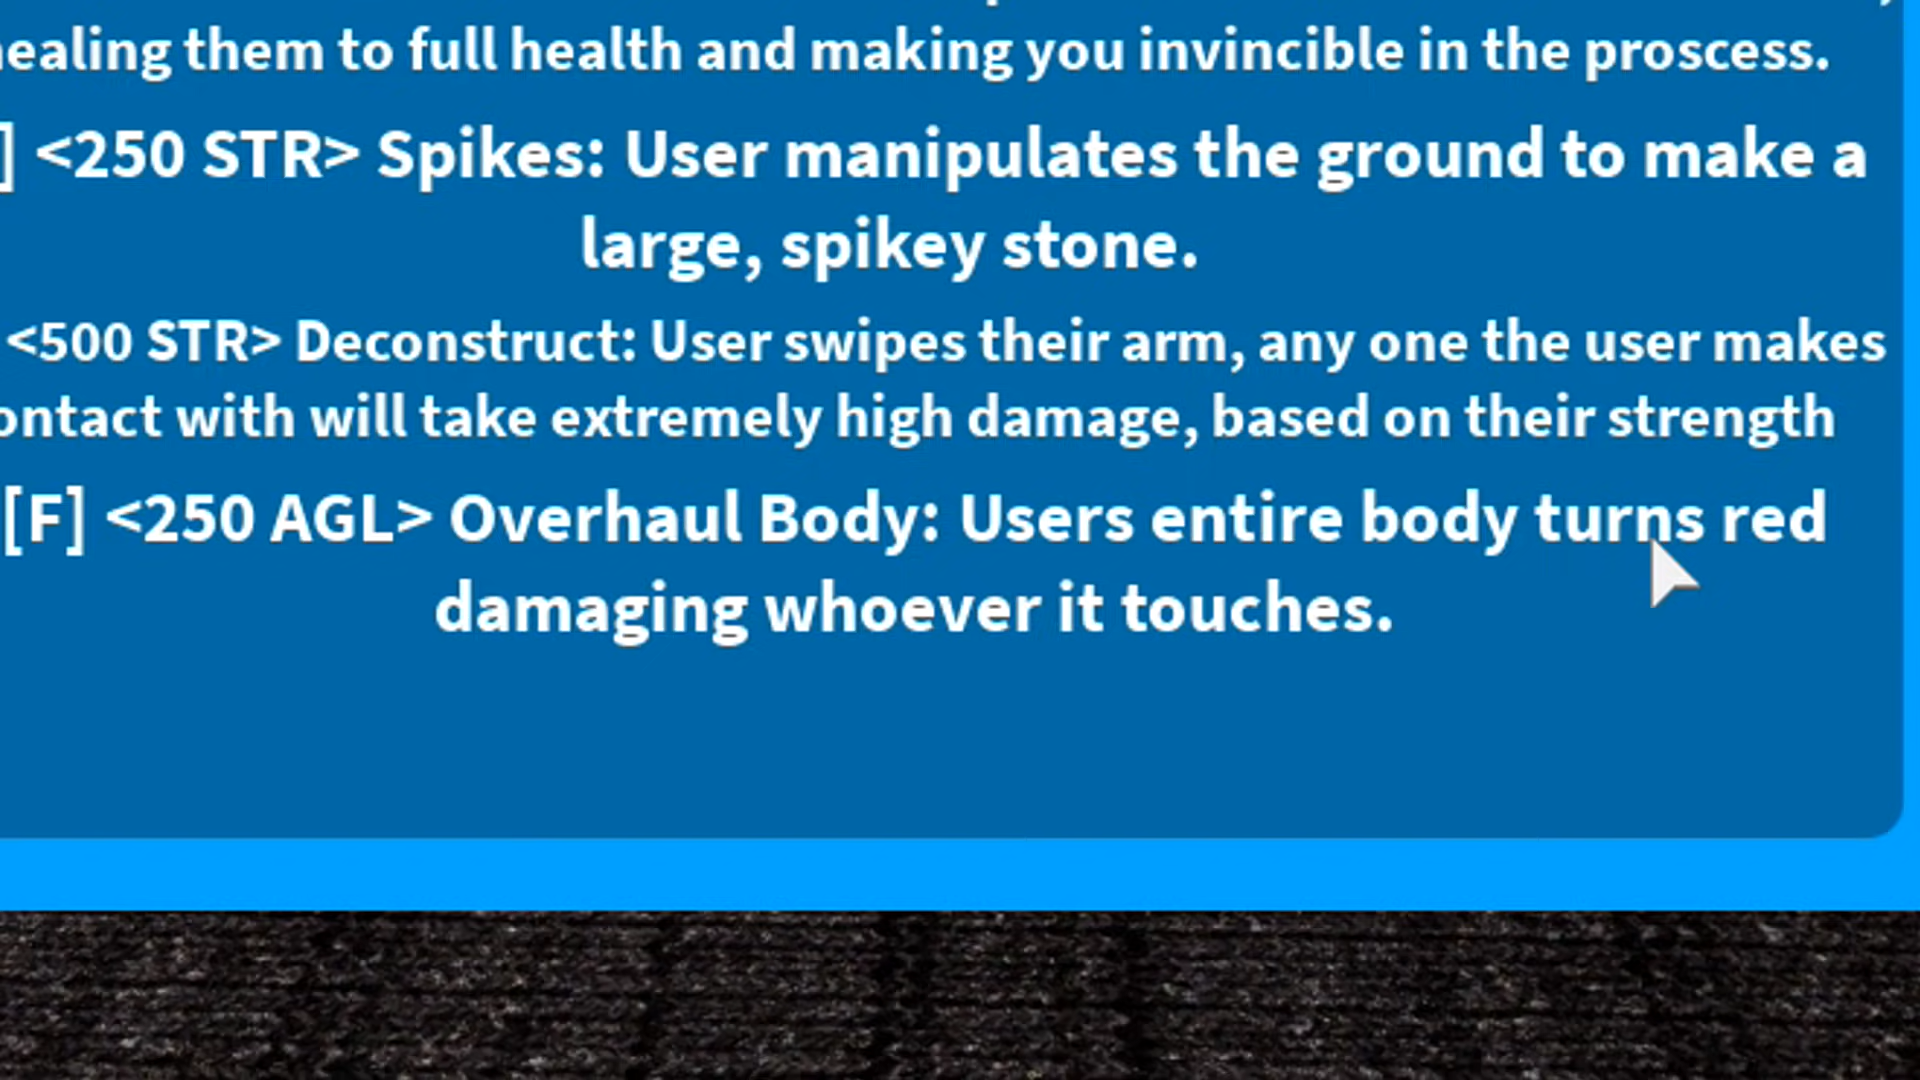 healing them to full health and making you invincible in the proscess.
] <250 STR> Spikes: User manipulates the ground to make a
large, spikey stone.
<500 STR> Deconstruct: User swipes their arm, any one the user makes
ontact with will take extremely high damage, based on their strength
[F] <250 AGL> Overhaul Body: Users entire body turns red
damaging whoever it touches.